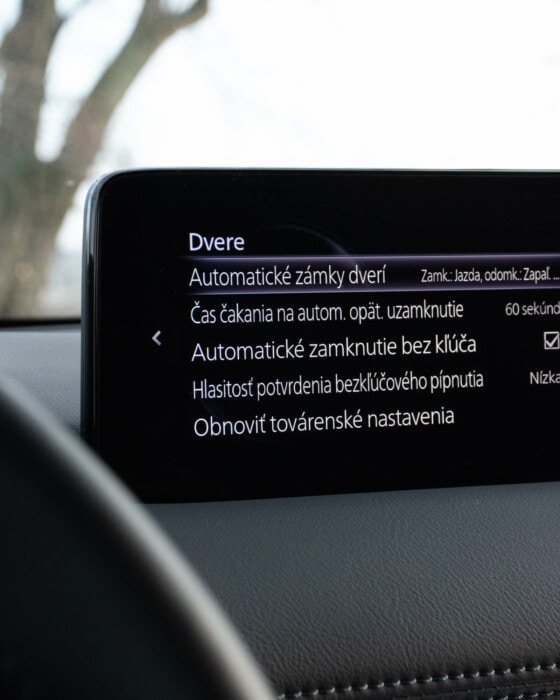 Dvere
Automatické zámky dverí Zamk.: Jazda, odomk.: Zapaľ. ...
Čas čakania na autom. opät. uzamknutie 60 sekúnd
Automatické zamknutie bez kľúča
Hlasitosť potvrdenia bezkľúčového pípnutia Nízka
Obnoviť továrenské nastavenia